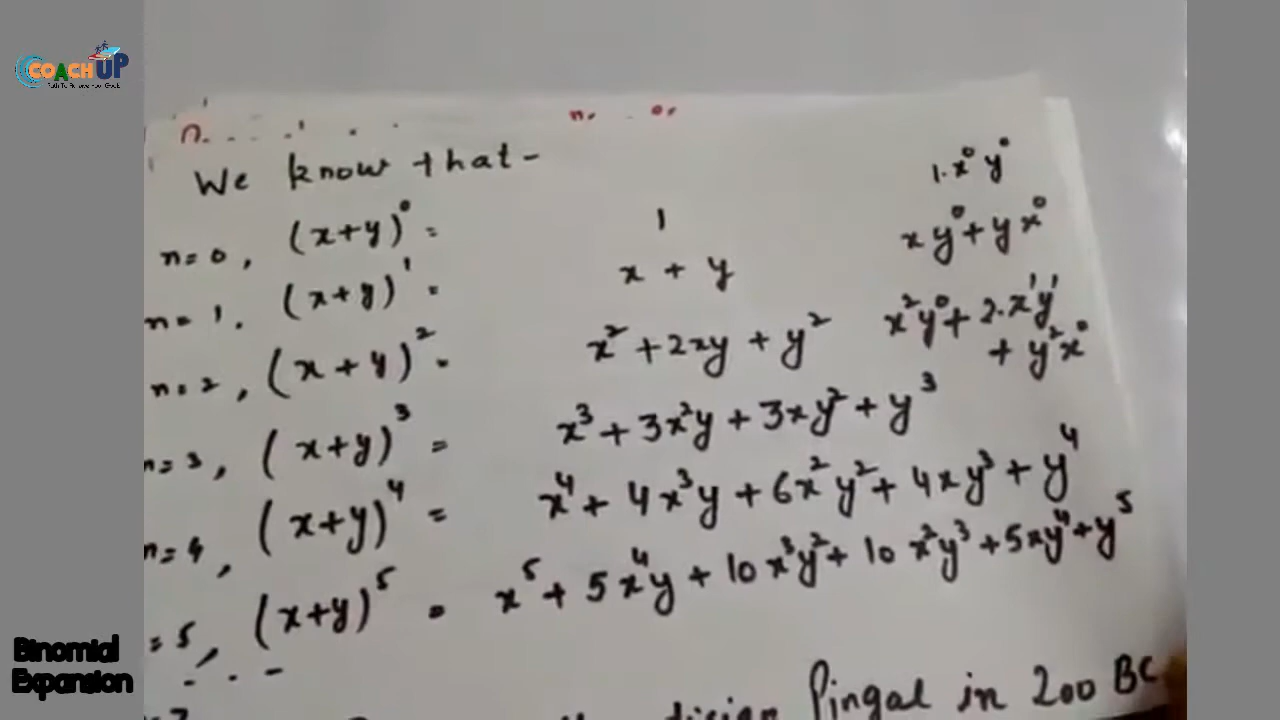 COACHUP
We know that-
1.x⁰y⁰
n=0, (x+y)⁰= 1
xy⁰+yx⁰
n=1. (x+y)¹= x + y
x²y⁰+ 2.x¹y¹
+ y²x⁰
n=2, (x+y)²= x²+2xy+y²
n=3, (x+y)³= x³+3x²y+3xy²+y³
n=4, (x+y)⁴= x⁴+4x³y+6x²y²+4xy³+y⁴
=5, (x+y)⁵= x⁵+5x⁴y+10x³y²+10x²y³+5xy⁴+y⁵
Pingal in 200 BC
Binomial
Expansion